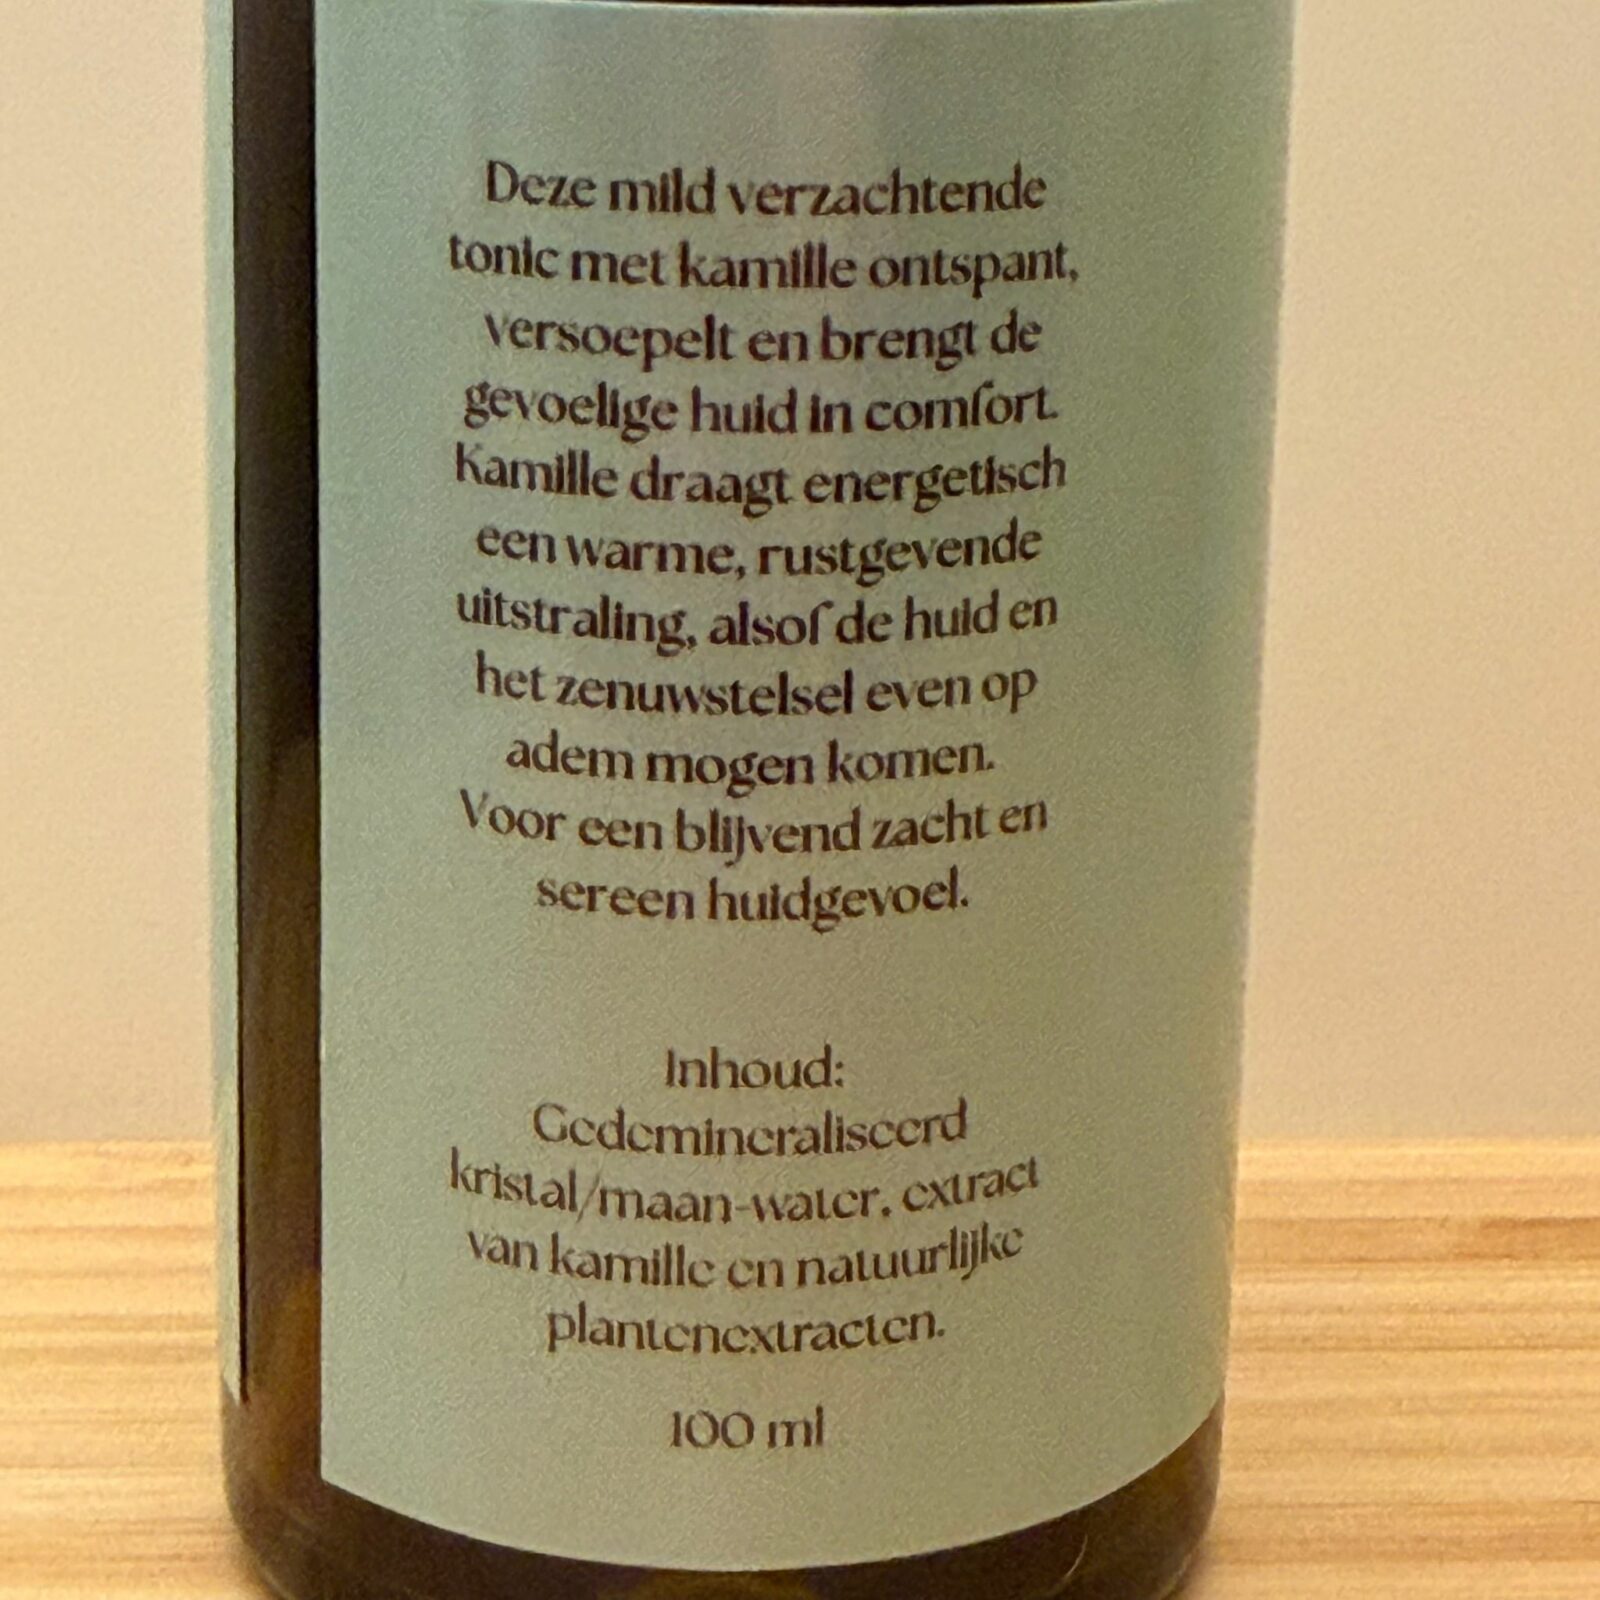 Deze mild verzachtende
tonic met kamille ontspant,
versoepelt en brengt de
gevoelige huid in comfort.
Kamille draagt energetisch
een warme, rustgevende
uitstraling, alsof de huid en
het zenuwstelsel even op
adem mogen komen.
Voor een blijvend zacht en
sereen huidgevoel.
Inhoud:
Gedemineraliseerd
kristal/maan-water, extract
van kamille en natuurlijke
plantenextracten.
100 ml